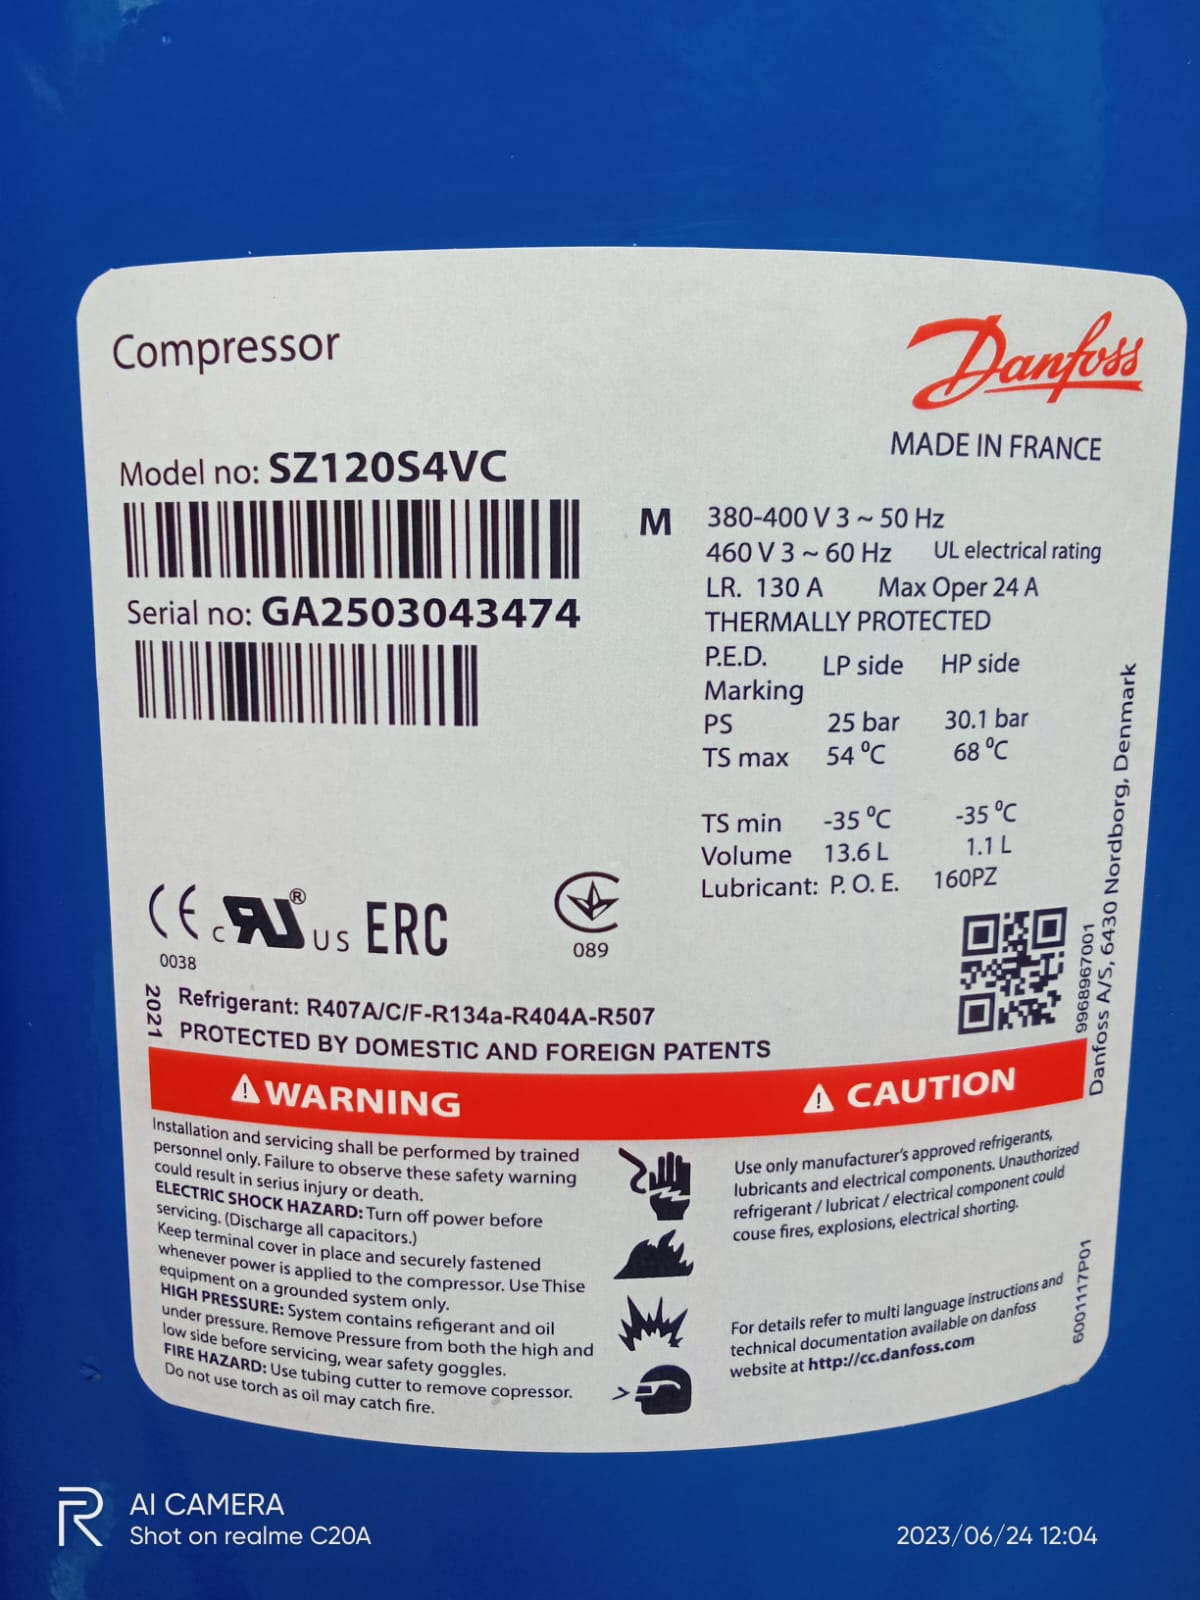 Compressor
Danfoss
MADE IN FRANCE
Model no: SZ120S4VC
Serial no: GA2503043474
M 380-400 V 3 ~ 50 Hz
460 V 3 ~ 60 Hz UL electrical rating
LR. 130 A Max Oper 24 A
THERMALLY PROTECTED
P.E.D. LP side HP side
Marking
PS 25 bar 30.1 bar
TS max 54 ⁰C 68 ⁰C
TS min -35 ⁰C -35 ⁰C
Volume 13.6 L 1.1 L
Lubricant: P. O. E. 160PZ
CE
0038
c RU ® US
ERC
089
9968967001
Danfoss A/S, 6430 Nordborg, Denmark
2021
Refrigerant: R407A/C/F-R134a-R404A-R507
PROTECTED BY DOMESTIC AND FOREIGN PATENTS
WARNING
Installation and servicing shall be performed by trained
personnel only. Failure to observe these safety warning
could result in serius injury or death.
ELECTRIC SHOCK HAZARD: Turn off power before
servicing. (Discharge all capacitors.)
Keep terminal cover in place and securely fastened
whenever power is applied to the compressor. Use Thise
equipment on a grounded system only.
HIGH PRESSURE: System contains refigerant and oil
under pressure. Remove Pressure from both the high and
low side before servicing, wear safety goggles.
FIRE HAZARD: Use tubing cutter to remove copressor.
Do not use torch as oil may catch fire.
CAUTION
Use only manufacturer's approved refrigerants,
lubricants and electrical components. Unauthorized
refrigerant / lubricat / electrical component could
couse fires, explosions, electrical shorting.
For details refer to multi language instructions and
technical documentation available on danfoss
website at http://cc.danfoss.com
6001117P01
R AI CAMERA
Shot on realme C20A
2023/06/24 12:04